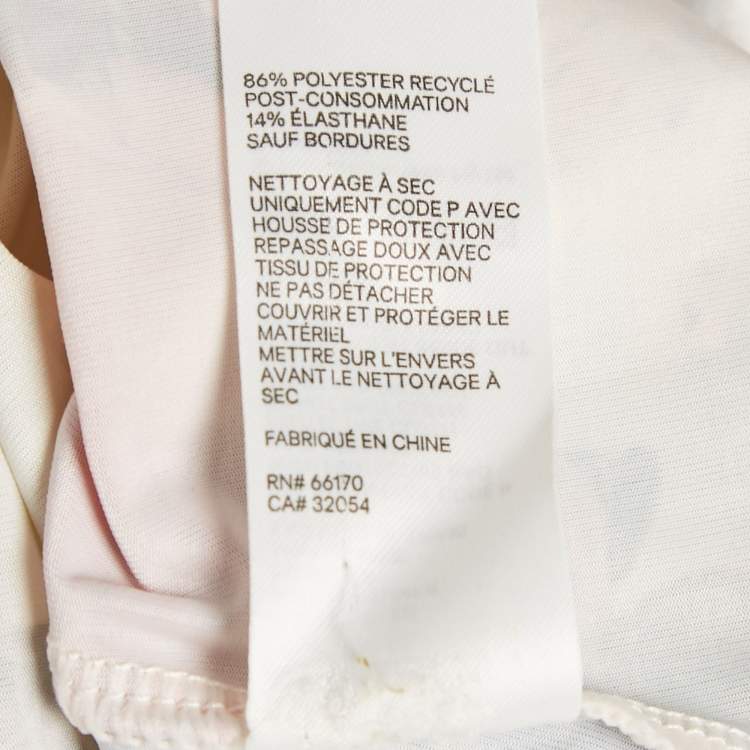 86% POLYESTER RECYCLÉ
POST-CONSOMMATION
14% ÉLASTHANE
SAUF BORDURES
NETTOYAGE À SEC
UNIQUEMENT CODE P AVEC
HOUSSE DE PROTECTION
REPASSAGE DOUX AVEC
TISSU DE PROTECTION
NE PAS DÉTACHER
COUVRIR ET PROTÉGER LE
MATÉRIEL
METTRE SUR L'ENVERS
AVANT LE NETTOYAGE À
SEC
FABRIQUÉ EN CHINE
RN# 66170
CA# 32054